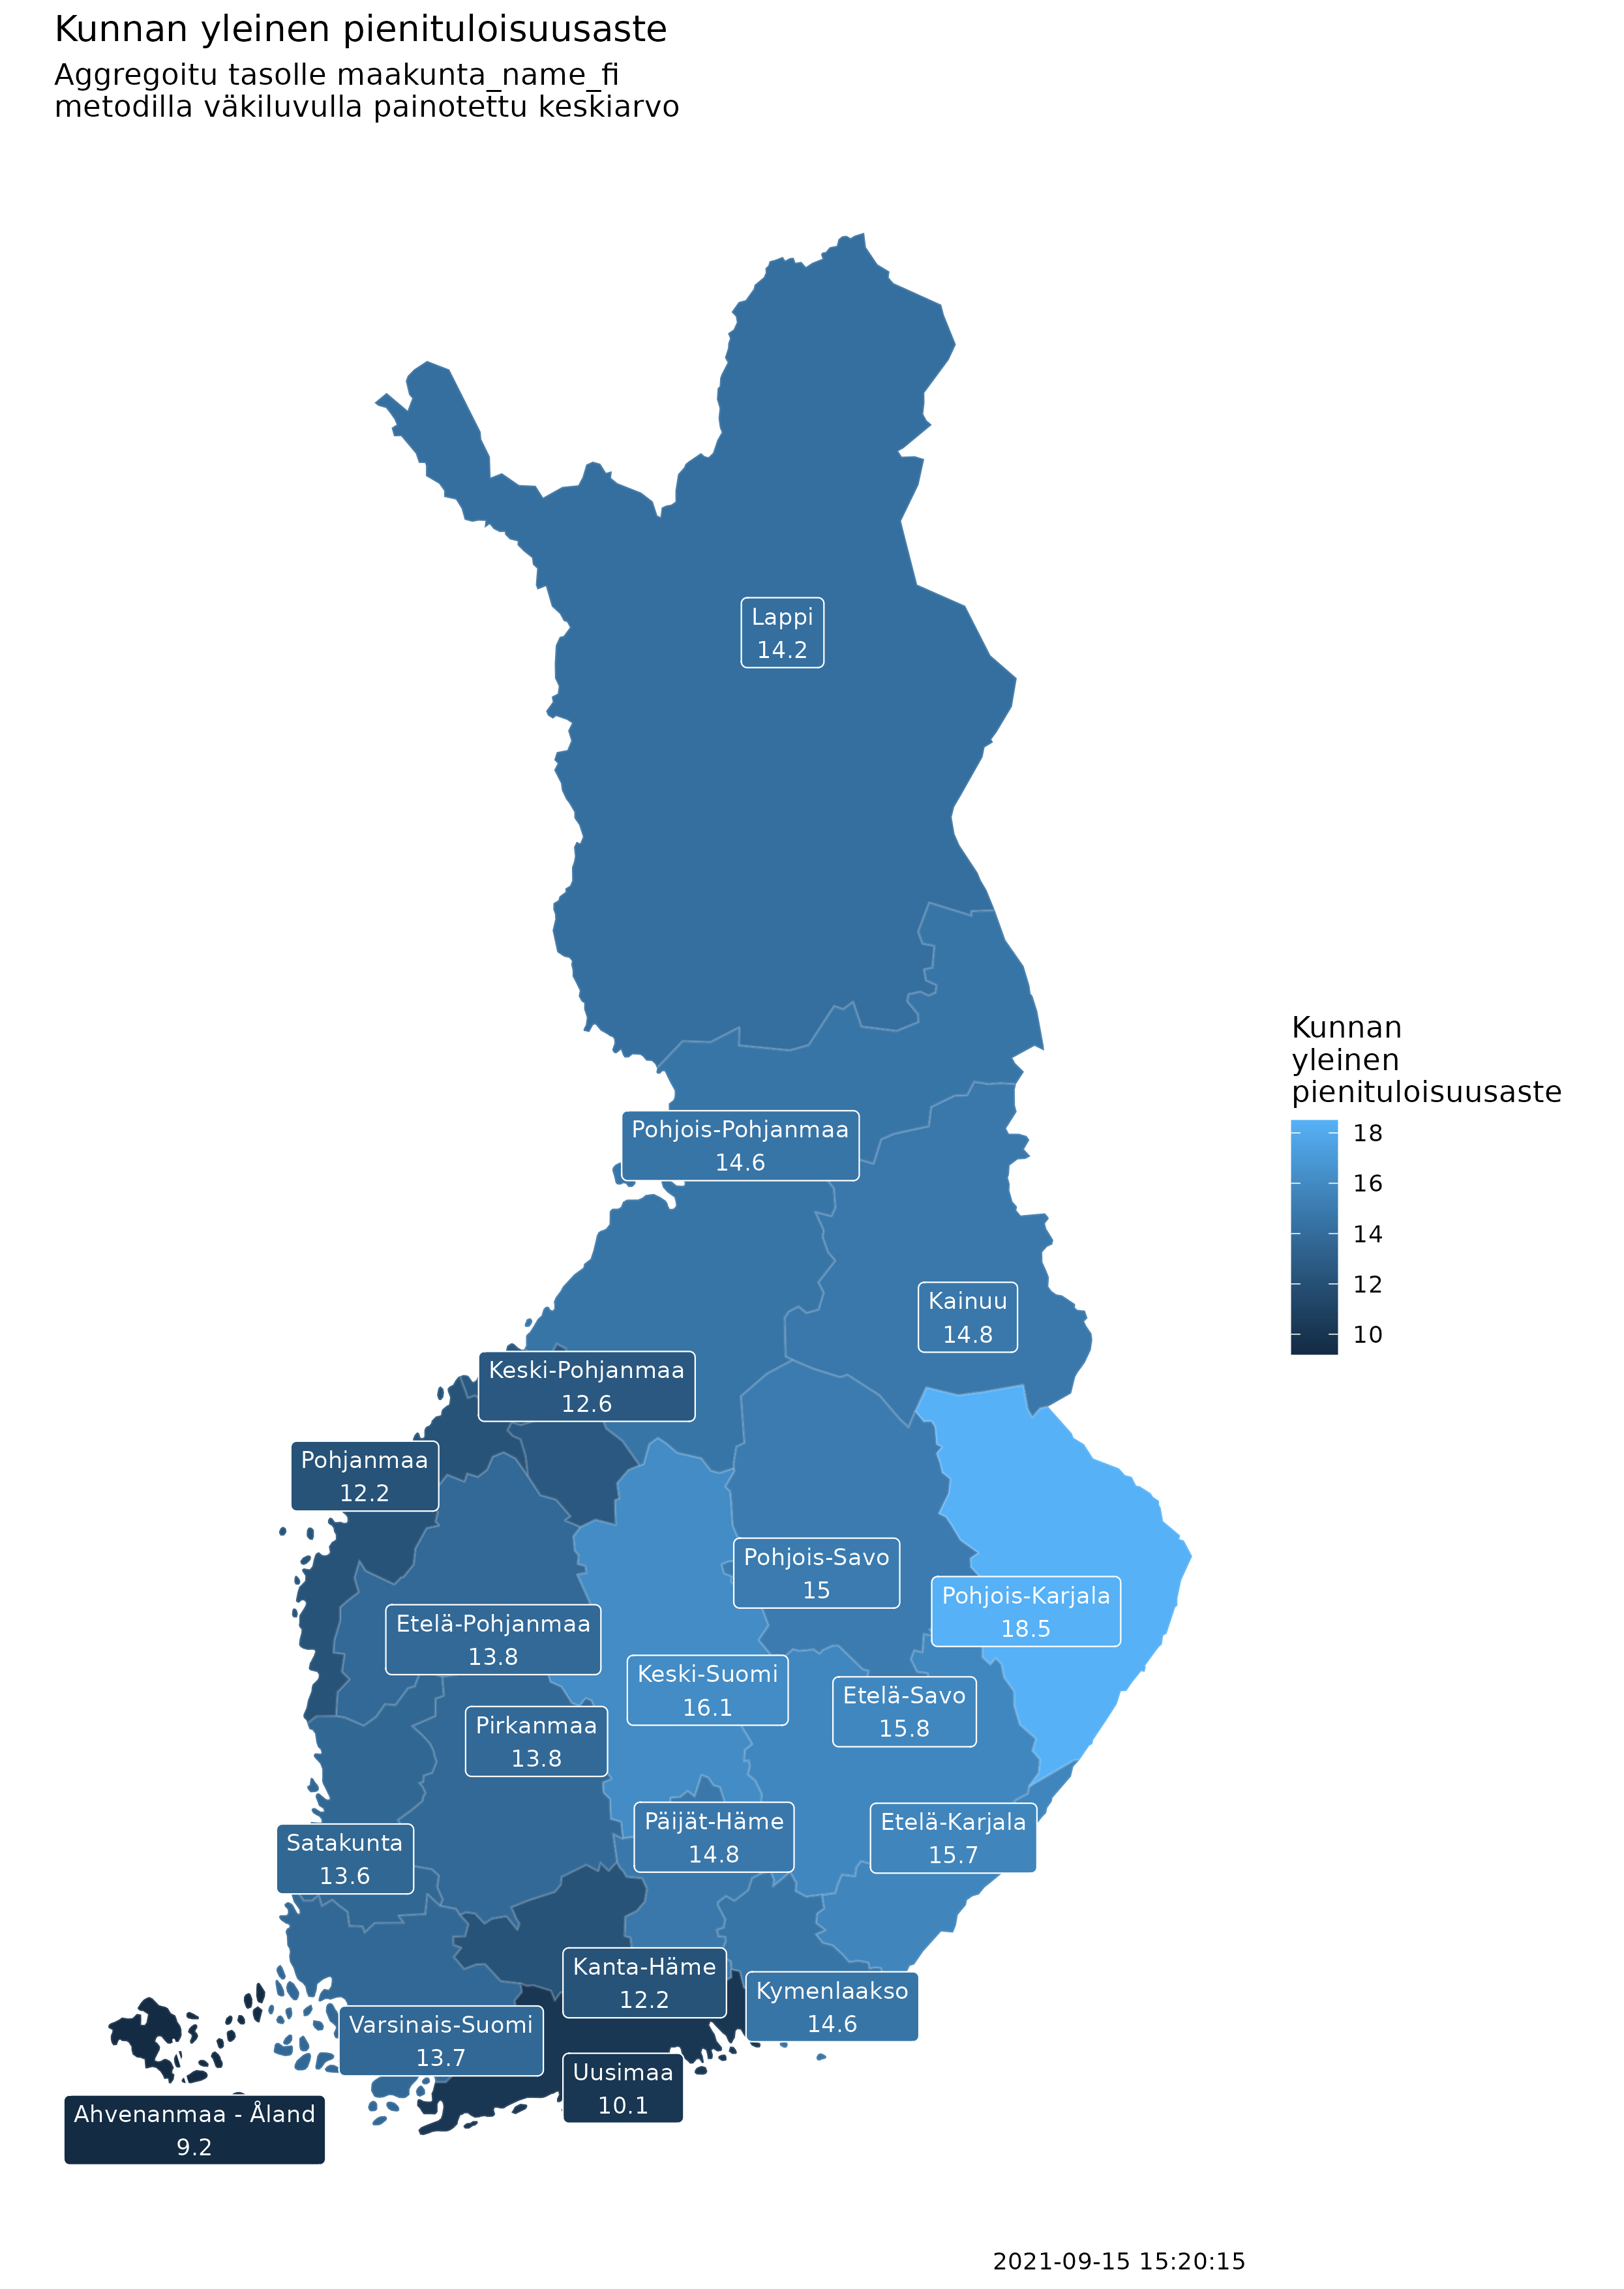 Kunnan yleinen pienituloisuusaste
Aggregoitu tasolle maakunta_name_fi
metodilla väkiluvulla painotettu keskiarvo
Lappi
14.2
Pohjois-Pohjanmaa
14.6
Kainuu
14.8
Keski-Pohjanmaa
12.6
Pohjanmaa
12.2
Pohjois-Savo
15
Pohjois-Karjala
18.5
Etelä-Pohjanmaa
13.8
Keski-Suomi
16.1
Etelä-Savo
15.8
Pirkanmaa
13.8
Päijät-Häme
14.8
Etelä-Karjala
15.7
Satakunta
13.6
Kanta-Häme
12.2
Kymenlaakso
14.6
Varsinais-Suomi
13.7
Uusimaa
10.1
Ahvenanmaa - Åland
9.2
Kunnan
yleinen
pienituloisuusaste
18
16
14
12
10
2021-09-15 15:20:15